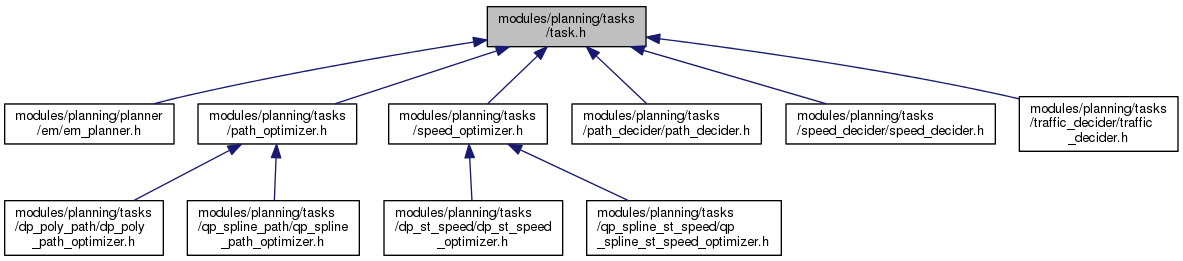 modules/planning/tasks
/task.h
modules/planning/planner
/em/em_planner.h
modules/planning/tasks
/path_optimizer.h
modules/planning/tasks
/speed_optimizer.h
modules/planning/tasks
/path_decider/path_decider.h
modules/planning/tasks
/speed_decider/speed_decider.h
modules/planning/tasks
/traffic_decider/traffic
_decider.h
modules/planning/tasks
/dp_poly_path/dp_poly
_path_optimizer.h
modules/planning/tasks
/qp_spline_path/qp_spline
_path_optimizer.h
modules/planning/tasks
/dp_st_speed/dp_st_speed
_optimizer.h
modules/planning/tasks
/qp_spline_st_speed/qp
_spline_st_speed_optimizer.h